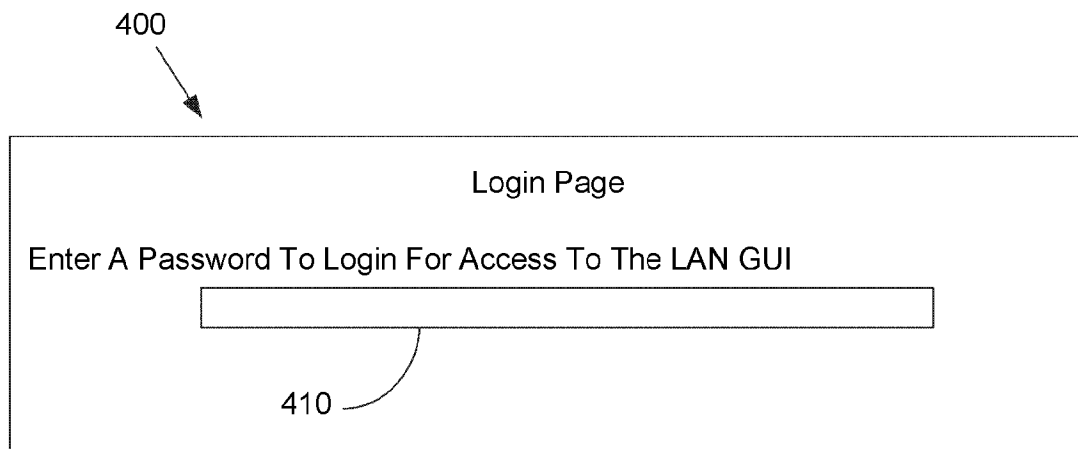 400
Login Page
Enter A Password To Login For Access To The LAN GUI
410